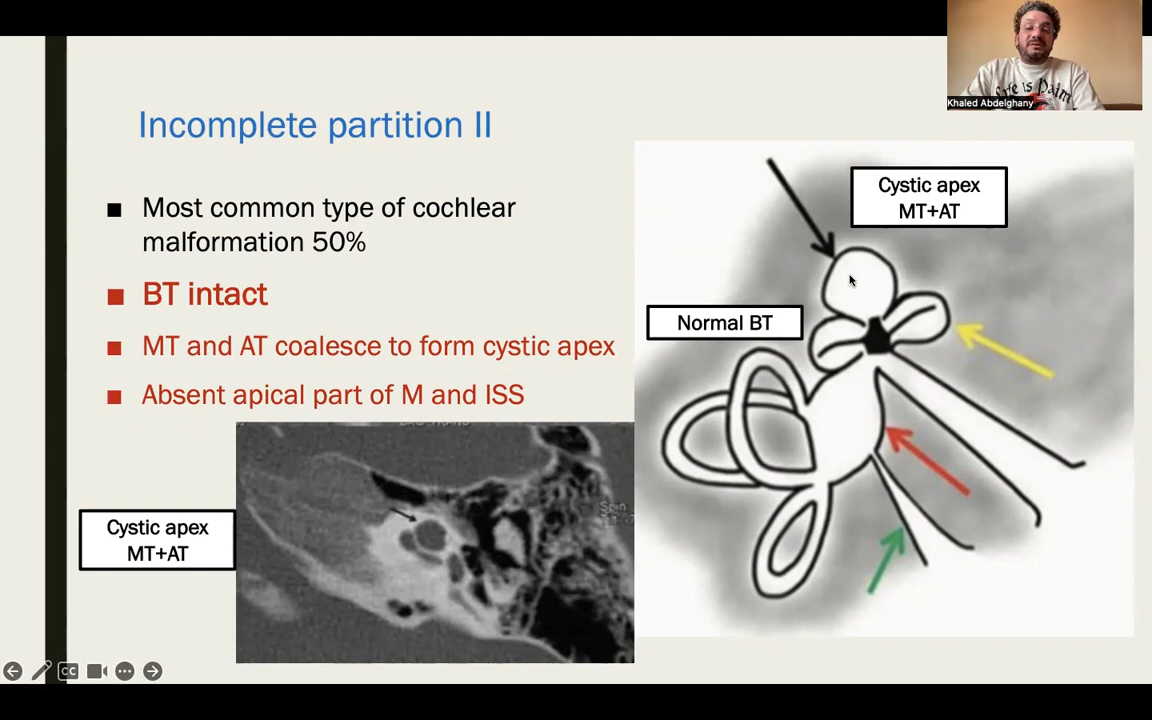 Khaled Abdelghany
Incomplete partition II
Most common type of cochlear
malformation 50%
BT intact
MT and AT coalesce to form cystic apex
Absent apical part of M and ISS
Cystic apex
MT+AT
Normal BT
Cystic apex
MT+AT
CC